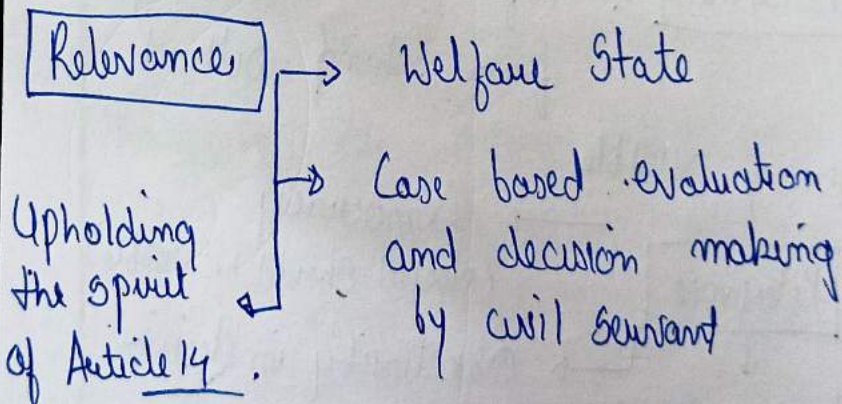 Relevance
Welfare State
Case based evaluation
and decision making
by civil servant
Upholding
the spirit
of Article 14.